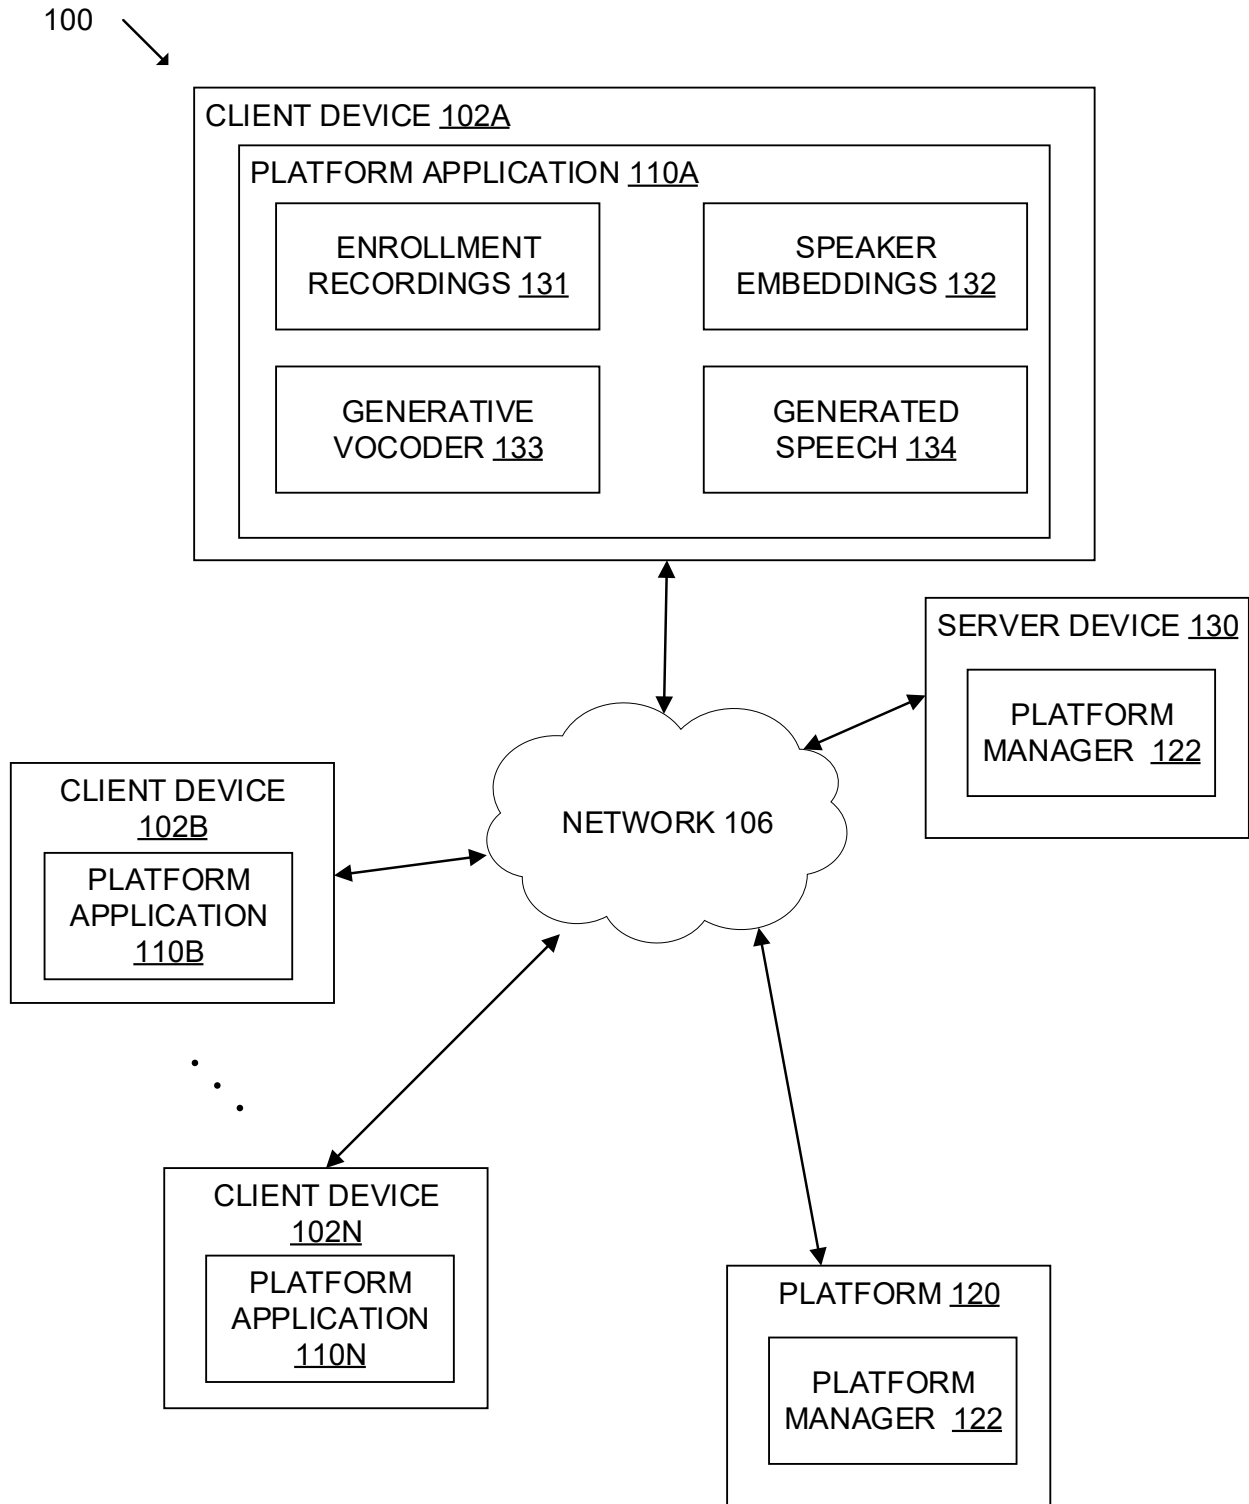 100
CLIENT DEVICE 102A
PLATFORM APPLICATION 110A
ENROLLMENT
RECORDINGS 131
SPEAKER
EMBEDDINGS 132
GENERATIVE
VOCODER 133
GENERATED
SPEECH 134
SERVER DEVICE 130
PLATFORM
MANAGER 122
NETWORK 106
CLIENT DEVICE
102B
PLATFORM
APPLICATION
110B
CLIENT DEVICE
102N
PLATFORM
APPLICATION
110N
PLATFORM 120
PLATFORM
MANAGER 122